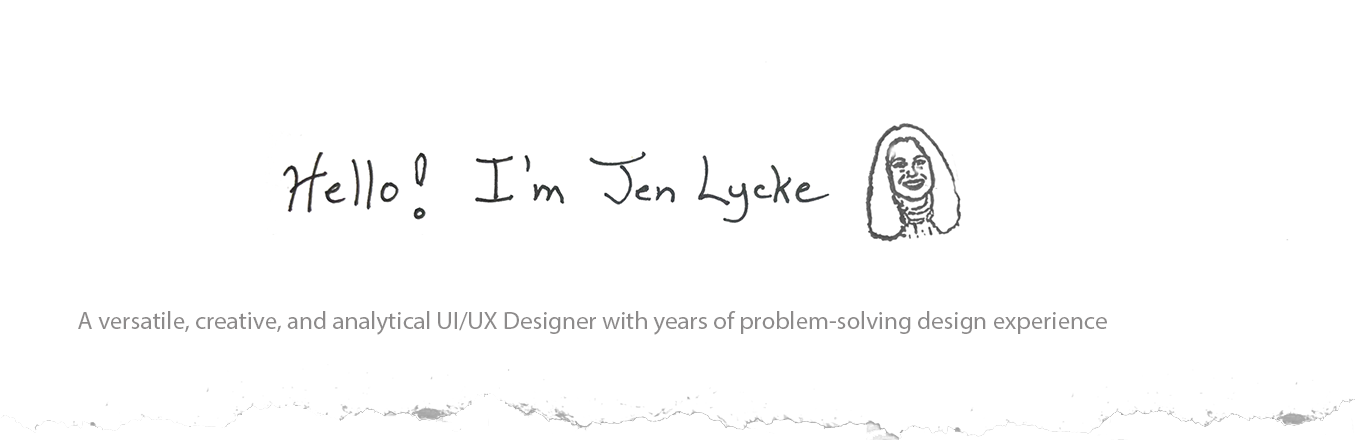 Hello! I'm Jen Lycke
A versatile, creative, and analytical UI/UX Designer with years of problem-solving design experience